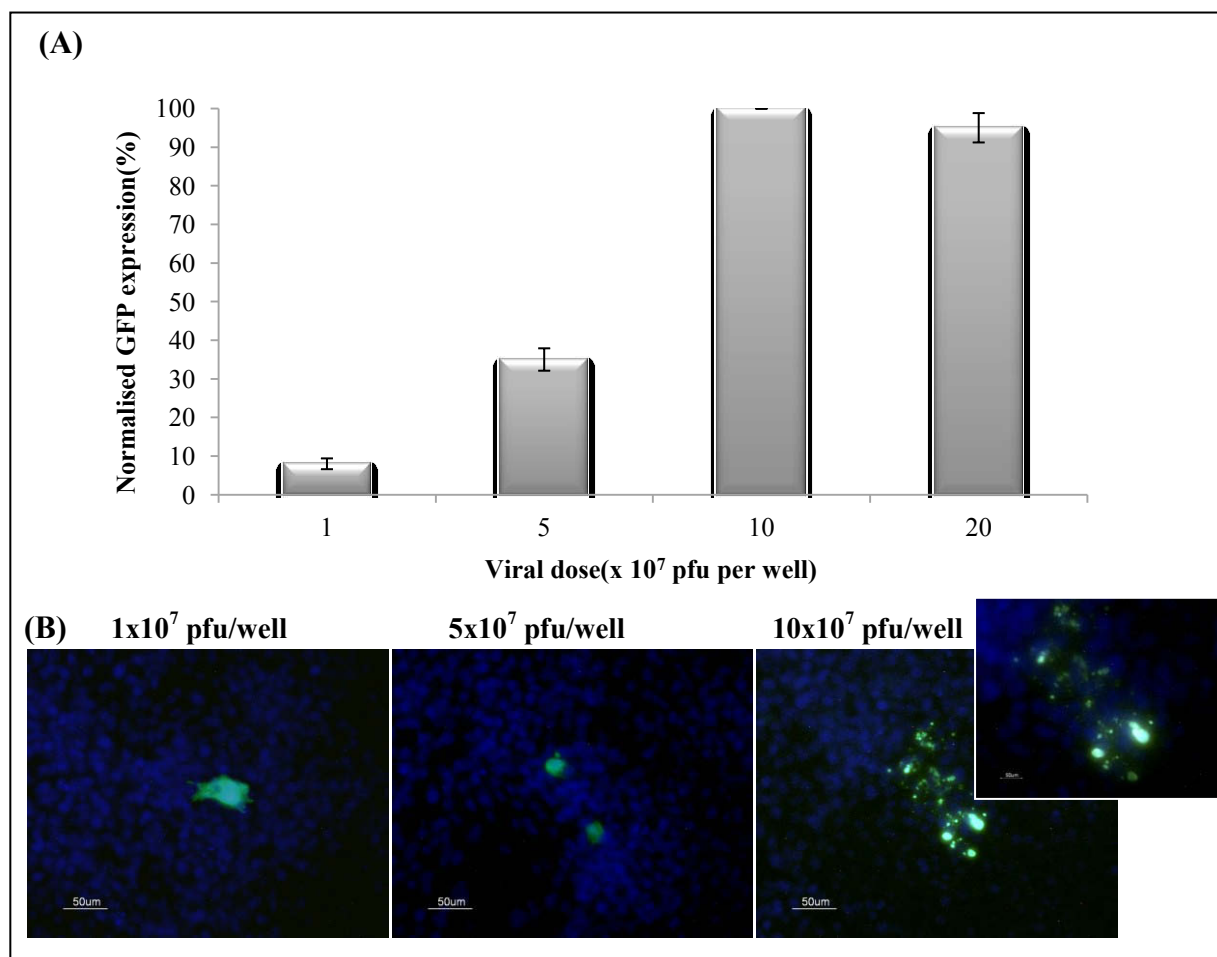 (A)
Normalised GFP expression(%)
100
90
80
70
60
50
40
30
20
10
0
1 5 10 20
Viral dose(x 10⁷ pfu per well)
(B) 1x10⁷ pfu/well 5x10⁷ pfu/well 10x10⁷ pfu/well
50um
50um 50um 50um